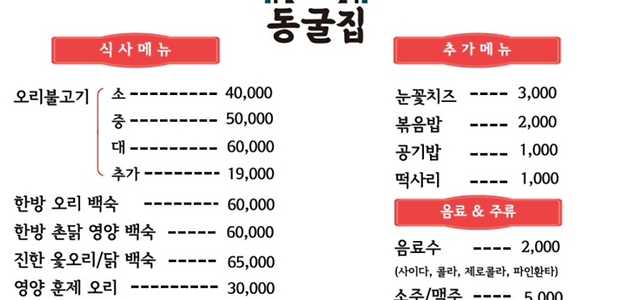 동굴집
식사메뉴
오리불고기 소 --------- 40,000
중 --------- 50,000
대 --------- 60,000
추가 -------- 19,000
한방 오리 백숙 ------ 60,000
한방 촌닭 영양 백숙 ----- 60,000
진한 옻오리/닭 백숙 ----- 65,000
영양 훈제 오리 ------ 30,000
추가메뉴
눈꽃치즈 ---- 3,000
볶음밥 ---- 2,000
공기밥 ---- 1,000
떡사리 ---- 1,000
음료 & 주류
음료수 ---- 2,000
(사이다, 콜라, 제로콜라, 파인환타)
소주/맥주 ---- 5,000